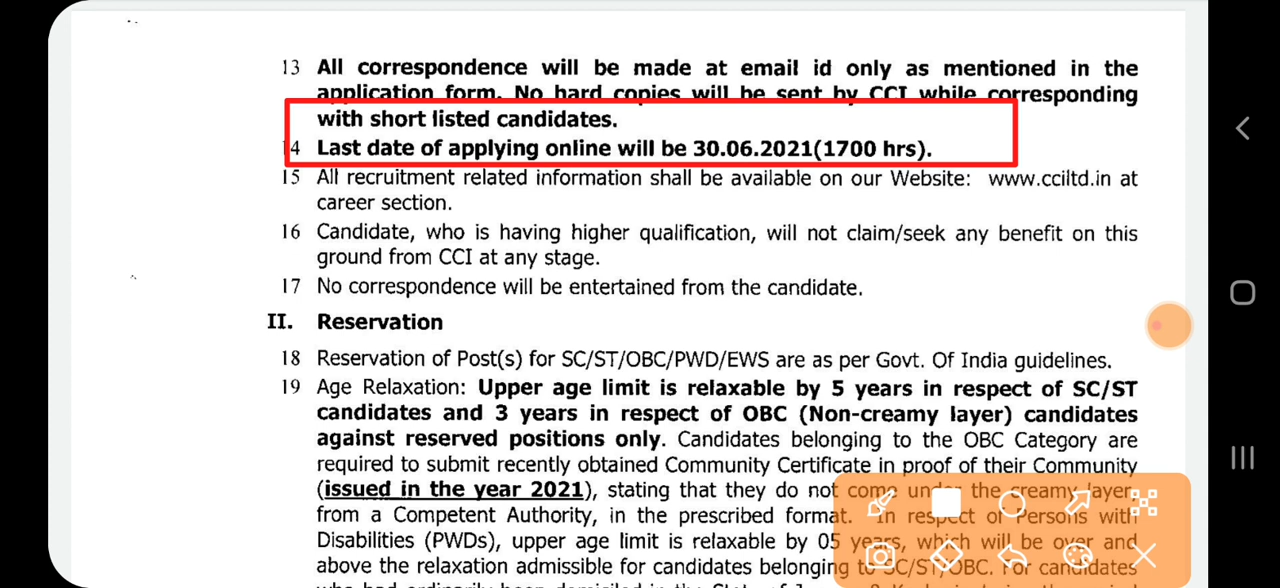 13 All correspondence will be made at email id only as mentioned in the
application form. No hard copies will be sent by CCI while corresponding
with short listed candidates.
14 Last date of applying online will be 30.06.2021(1700 hrs).
15 All recruitment related information shall be available on our Website: www.cciltd.in at
career section.
16 Candidate, who is having higher qualification, will not claim/seek any benefit on this
ground from CCI at any stage.
17 No correspondence will be entertained from the candidate.
II. Reservation
18 Reservation of Post(s) for SC/ST/OBC/PWD/EWS are as per Govt. Of India guidelines.
19 Age Relaxation: Upper age limit is relaxable by 5 years in respect of SC/ST
candidates and 3 years in respect of OBC (Non-creamy layer) candidates
against reserved positions only. Candidates belonging to the OBC Category are
required to submit recently obtained Community Certificate in proof of their Community
(issued in the year 2021), stating that they do not come under the creamy layer,
from a Competent Authority, in the prescribed format. In respect of Persons with
Disabilities (PWDs), upper age limit is relaxable by 05 years, which will be over and
above the relaxation admissible for candidates belonging to SC/ST/OBC. For candidates